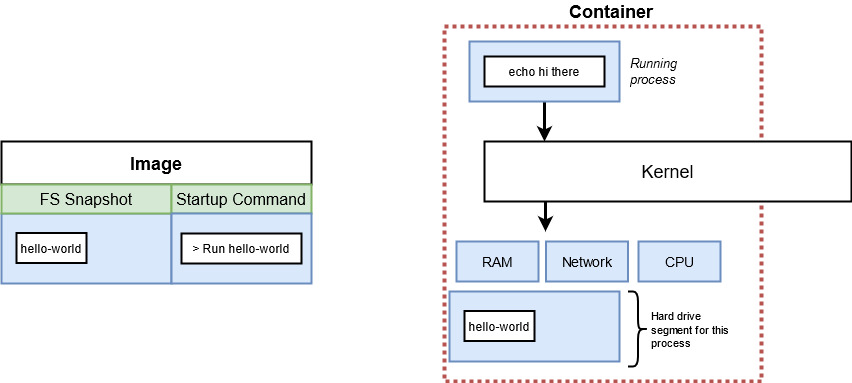 Container
echo hi there
Running
process
Image
Kernel
FS Snapshot
Startup Command
hello-world
> Run hello-world
RAM
Network
CPU
hello-world
Hard drive
segment for this
process